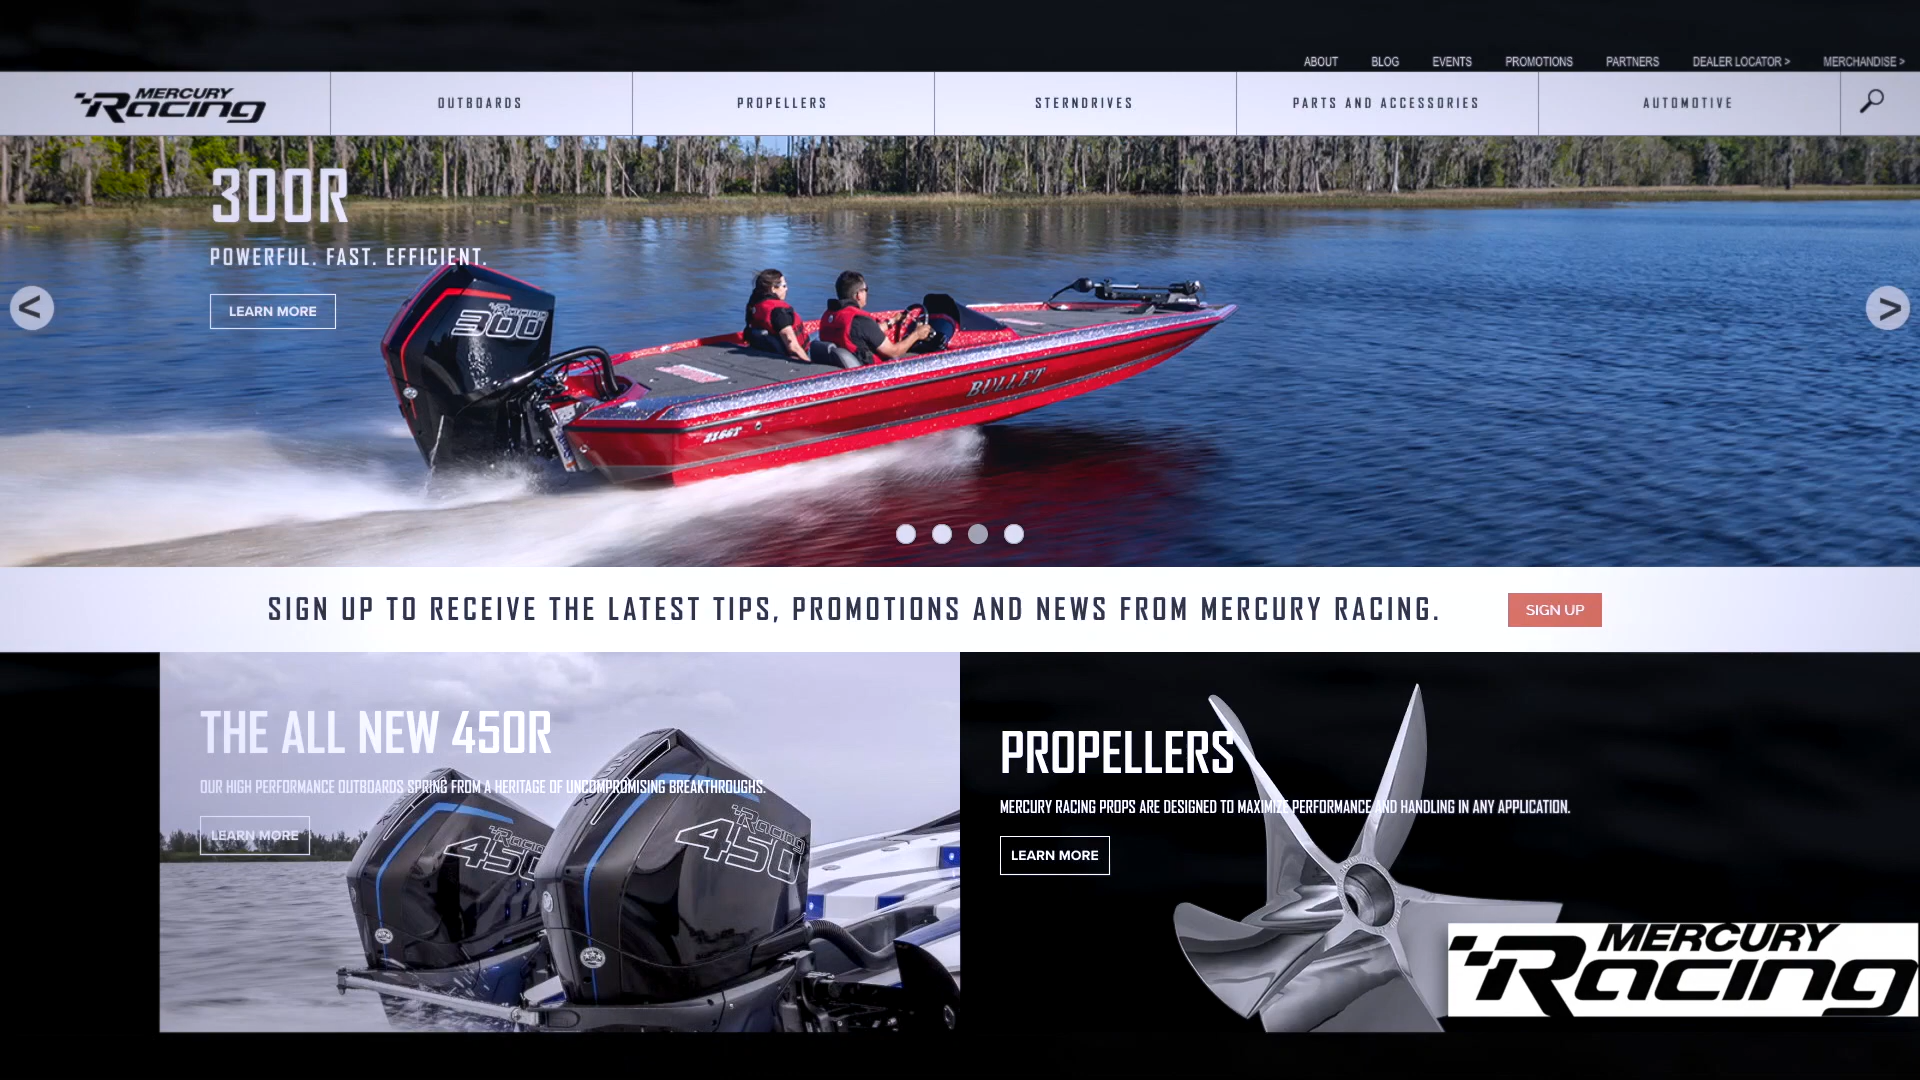 ABOUT BLOG EVENTS PROMOTIONS PARTNERS DEALER LOCATOR > MERCHANDISE >
MERCURY
Racing
OUTBOARDS PROPELLERS STERNDRIVES PARTS AND ACCESSORIES AUTOMOTIVE
300R
POWERFUL. FAST. EFFICIENT.
LEARN MORE
<
>
Racing
300
BULLET
21XXT
SIGN UP TO RECEIVE THE LATEST TIPS, PROMOTIONS AND NEWS FROM MERCURY RACING.
SIGN UP
THE ALL NEW 450R
OUR HIGH PERFORMANCE OUTBOARDS SPRING FROM A HERITAGE OF UNCOMPROMISING BREAKTHROUGHS.
LEARN MORE
Racing
450
Racing
450
PROPELLERS
MERCURY RACING PROPS ARE DESIGNED TO MAXIMIZE PERFORMANCE AND HANDLING IN ANY APPLICATION.
LEARN MORE
MERCURY
Racing